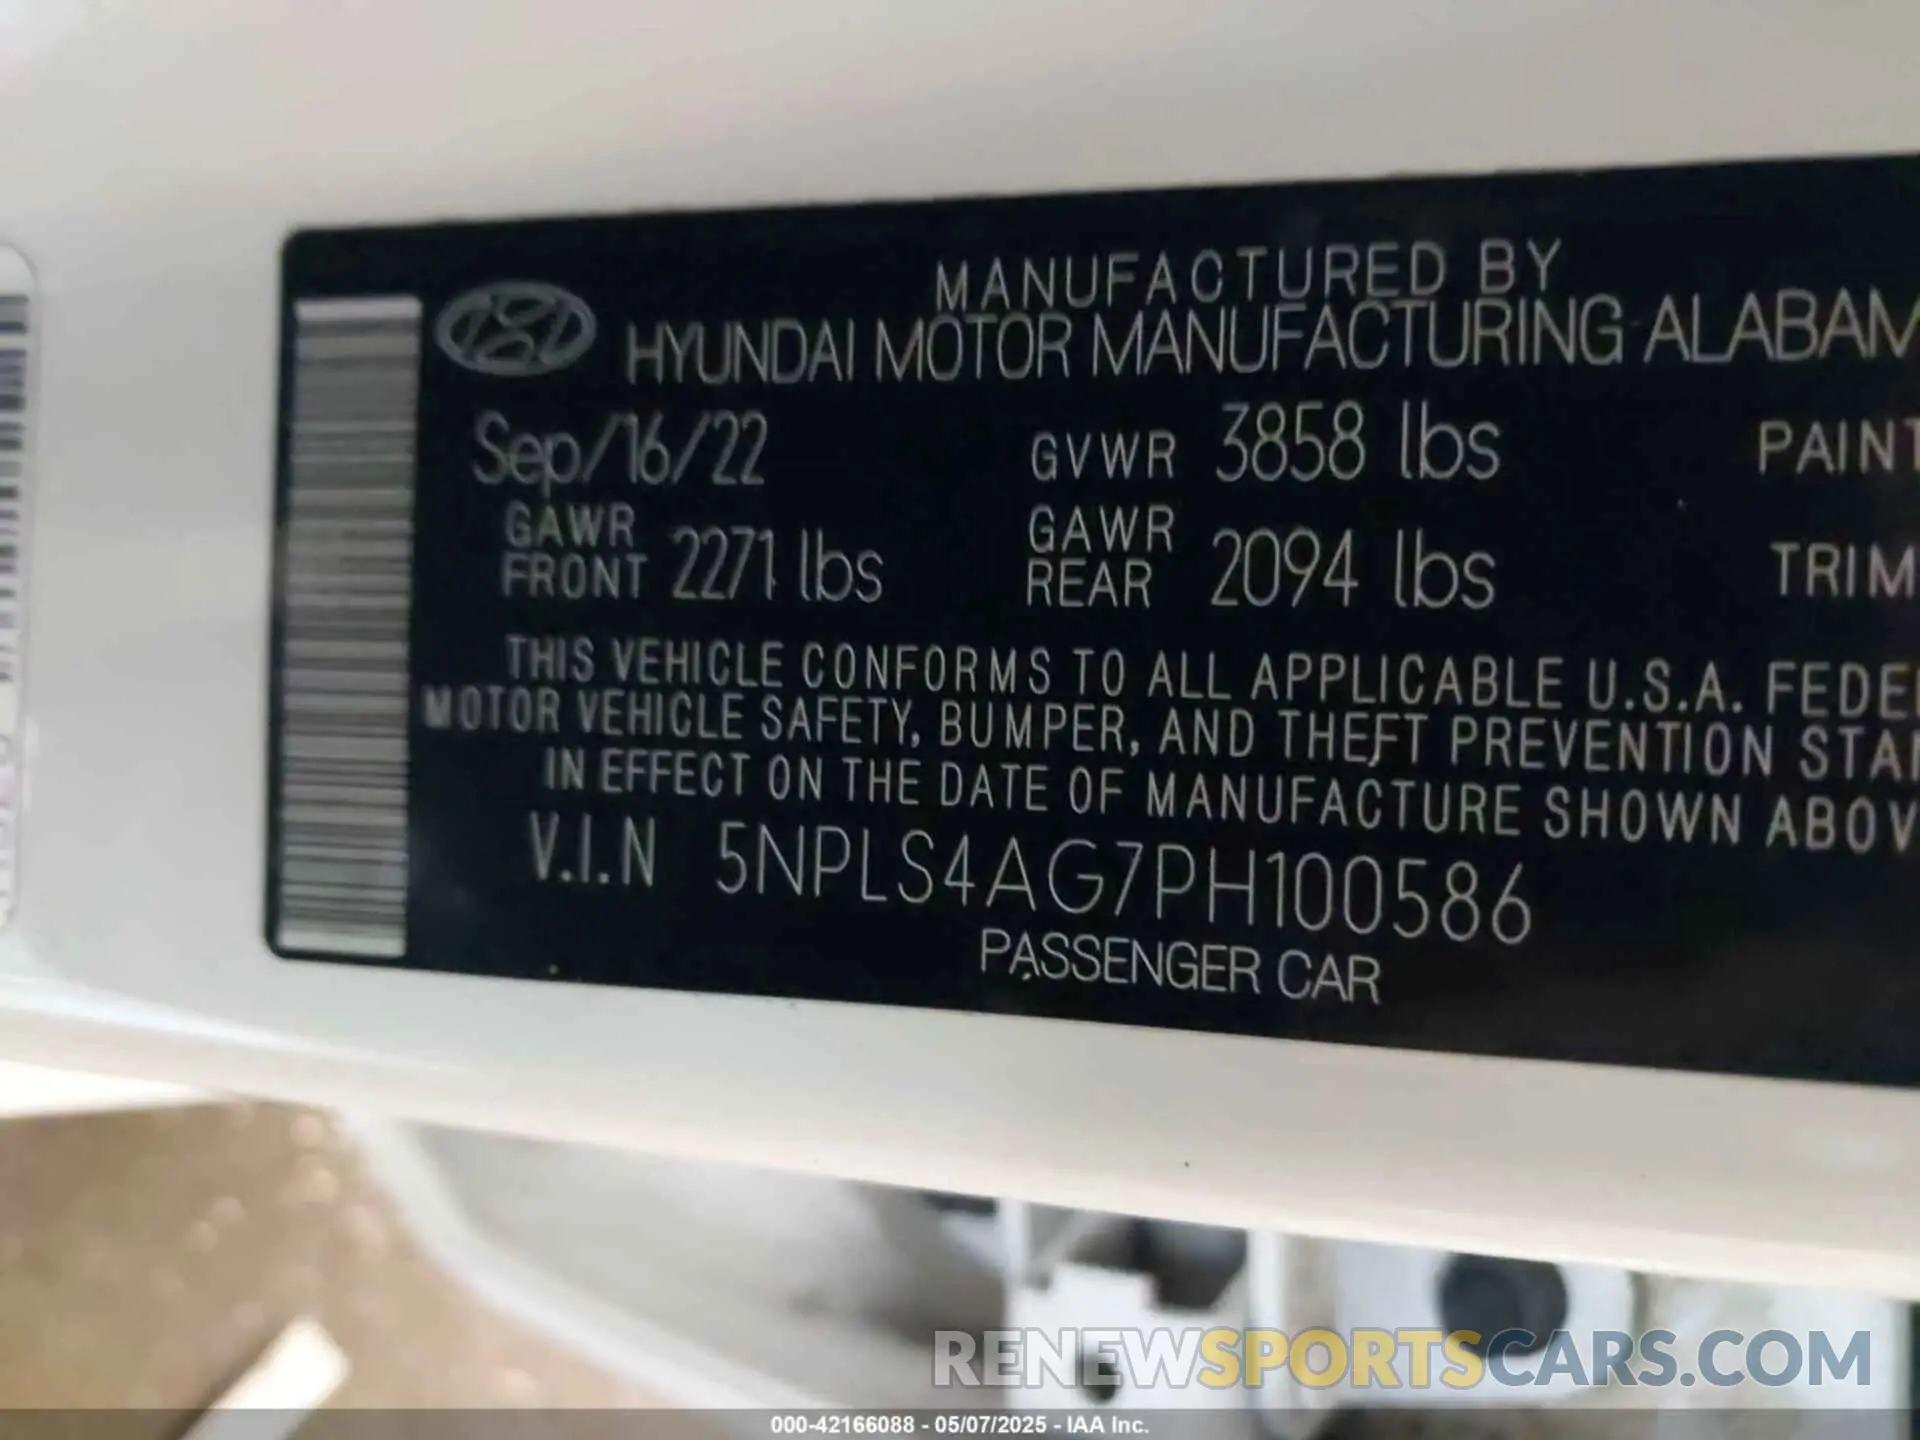 MANUFACTURED BY
HYUNDAI MOTOR MANUFACTURING ALABAM
Sep/16/22 GVWR 3858 lbs PAINT
GAWR FRONT 2271 lbs GAWR REAR 2094 lbs TRIM
THIS VEHICLE CONFORMS TO ALL APPLICABLE U.S.A. FEDE
MOTOR VEHICLE SAFETY, BUMPER, AND THEFT PREVENTION STA
IN EFFECT ON THE DATE OF MANUFACTURE SHOWN ABOV
V.I.N 5NPLS4AG7PH100586
PASSENGER CAR
RENEWSPORTSCARS.COM
000-42166088 - 05/07/2025 - IAA Inc.